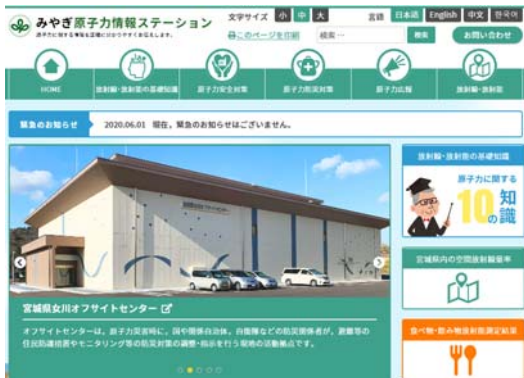 みやぎ原子力情報ステーション
原子力に関する情報を正確に分かりやすくお伝えします。
文字サイズ 小 中 大 言語 日本語 English 中文 한국어
このページを印刷 検索 … 検索 お問い合わせ
HOME 放射線・放射能の基礎知識 原子力安全対策 原子力防災対策 原子力広報 放射線・放射能
緊急のお知らせ 2020.06.01 現在，緊急のお知らせはございません。
放射線・放射能の基礎知識
原子力に関する
10の知識
宮城県内の空間放射線量率
宮城県女川オフサイトセンター
オフサイトセンターは，原子力災害時に，国や関係自治体，自衛隊などの防災関係者が，避難等の
住民防護措置やモニタリング等の防災対策の調整・指示を行う現地の活動拠点です。
食べ物・飲み物放射能測定結果